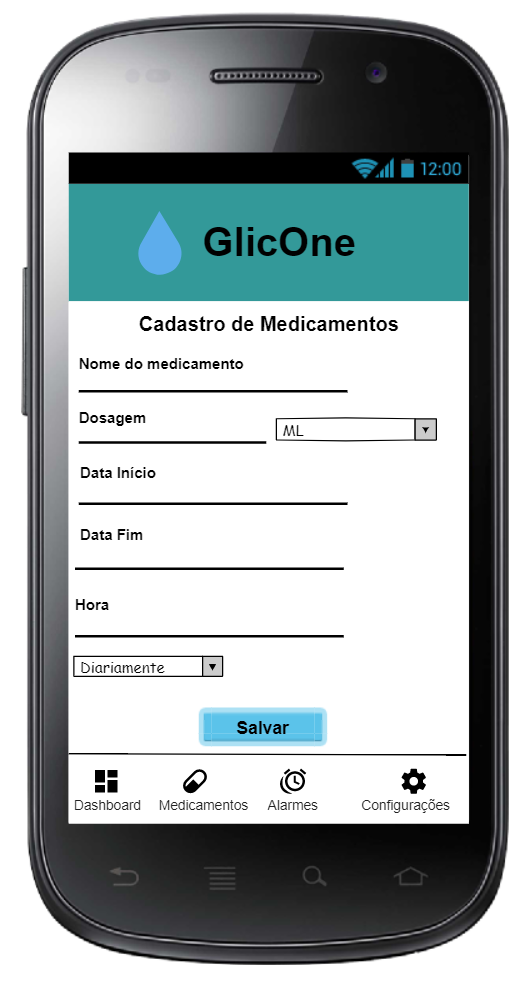 12:00
GlicOne
Cadastro de Medicamentos
Nome do medicamento
Dosagem
ML
Data Início
Data Fim
Hora
Diariamente
Salvar
Dashboard Medicamentos Alarmes Configurações